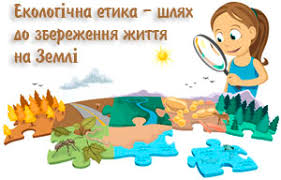 Екологічна етика – шлях
до збереження життя
на Землі